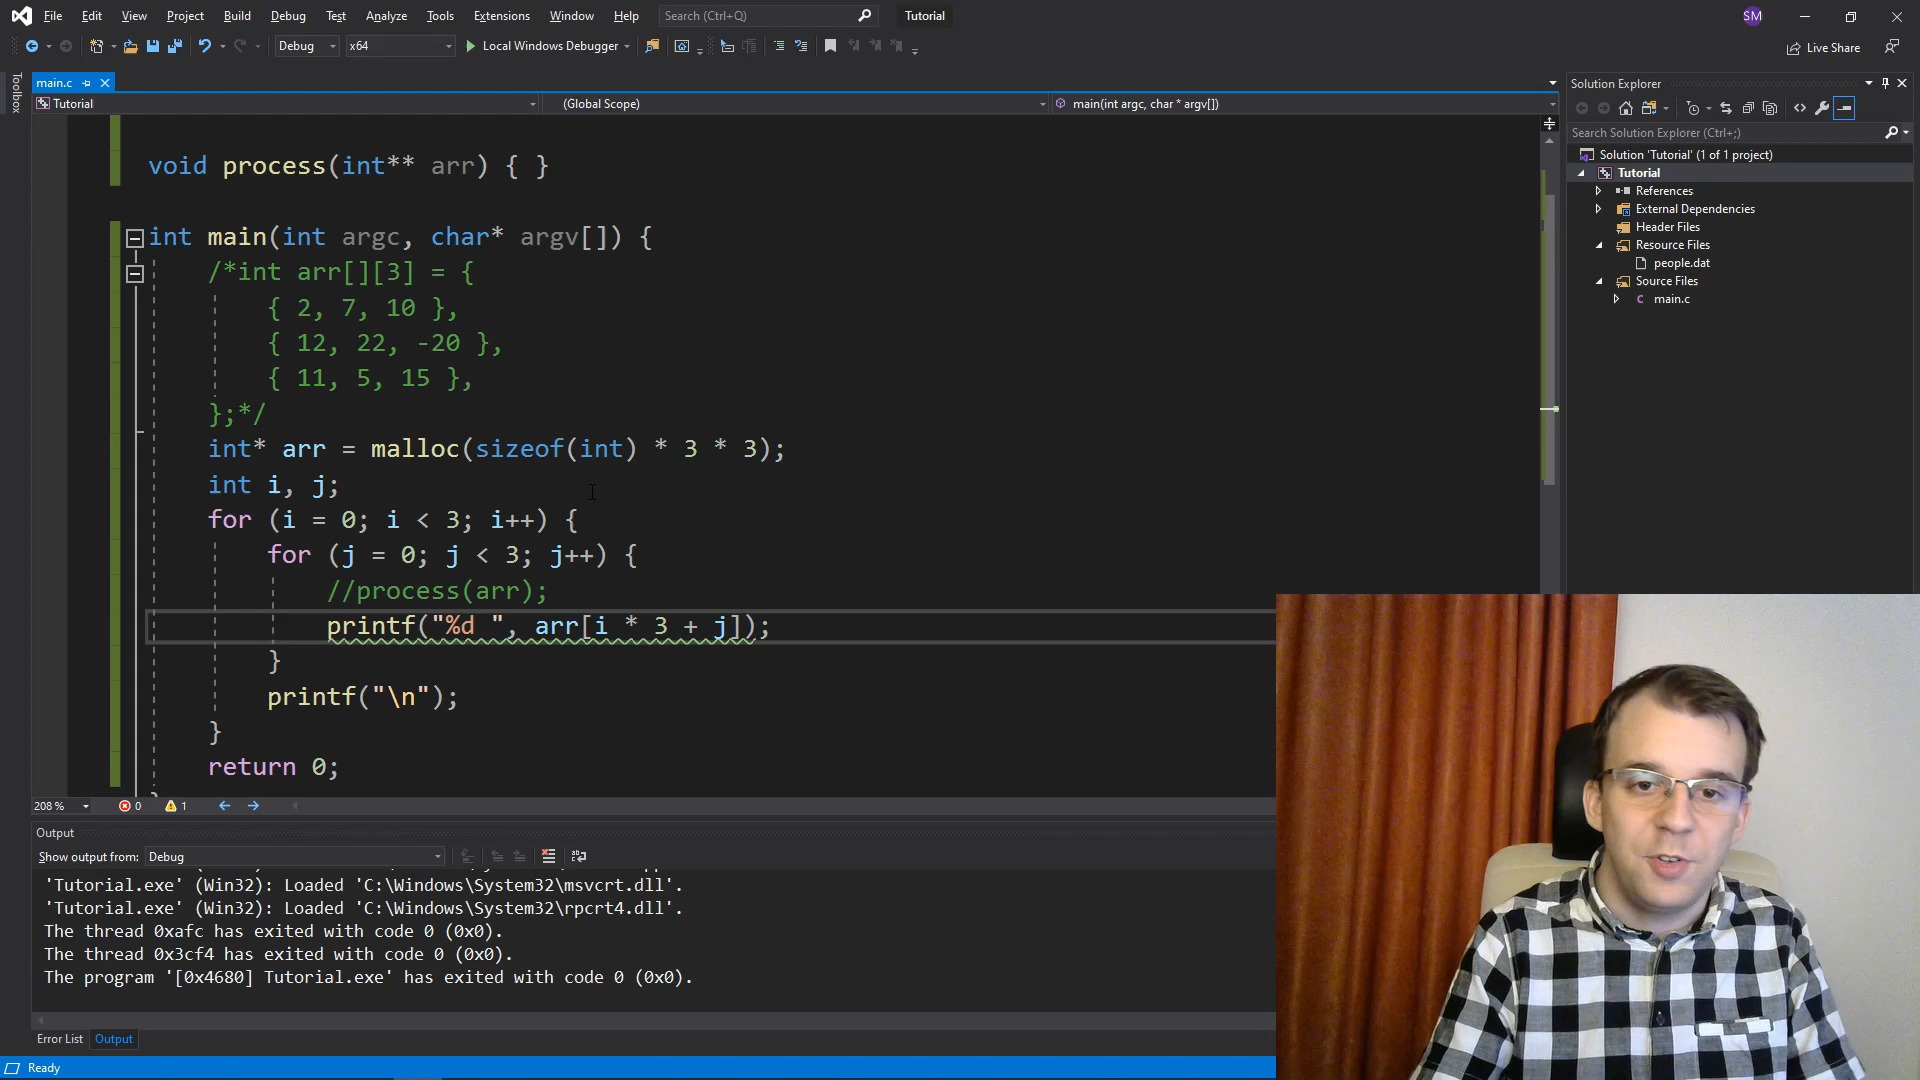 File Edit View Project Build Debug Test Analyze Tools Extensions Window Help Search (Ctrl+Q) Tutorial SM
Debug x64 Local Windows Debugger Live Share
Toolbox
main.c
Tutorial (Global Scope) main(int argc, char * argv[])
void process(int** arr) { }
int main(int argc, char* argv[]) {
/*int arr[][3] = {
{ 2, 7, 10 },
{ 12, 22, -20 },
{ 11, 5, 15 },
};*/
int* arr = malloc(sizeof(int) * 3 * 3);
int i, j;
for (i = 0; i < 3; i++) {
for (j = 0; j < 3; j++) {
//process(arr);
printf("%d ", arr[i * 3 + j]);
}
printf("\n");
}
return 0;
208 % 0 1
Output
Show output from: Debug
'Tutorial.exe' (Win32): Loaded 'C:\Windows\System32\msvcrt.dll'.
'Tutorial.exe' (Win32): Loaded 'C:\Windows\System32\rpcrt4.dll'.
The thread 0xafc has exited with code 0 (0x0).
The thread 0x3cf4 has exited with code 0 (0x0).
The program '[0x4680] Tutorial.exe' has exited with code 0 (0x0).
Error List Output
Ready
Solution Explorer
Search Solution Explorer (Ctrl+;)
Solution 'Tutorial' (1 of 1 project)
Tutorial
References
External Dependencies
Header Files
Resource Files
people.dat
Source Files
main.c